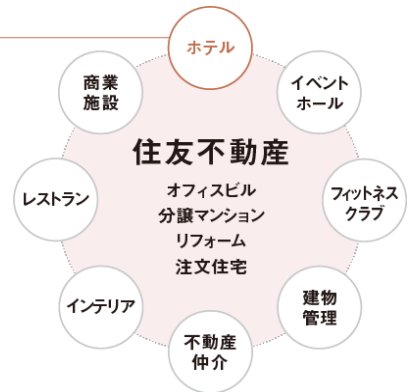 ホテル
商業
施設
イベント
ホール
住友不動産
オフィスビル
分譲マンション
リフォーム
注文住宅
レストラン
フィットネス
クラブ
インテリア
建物
管理
不動産
仲介